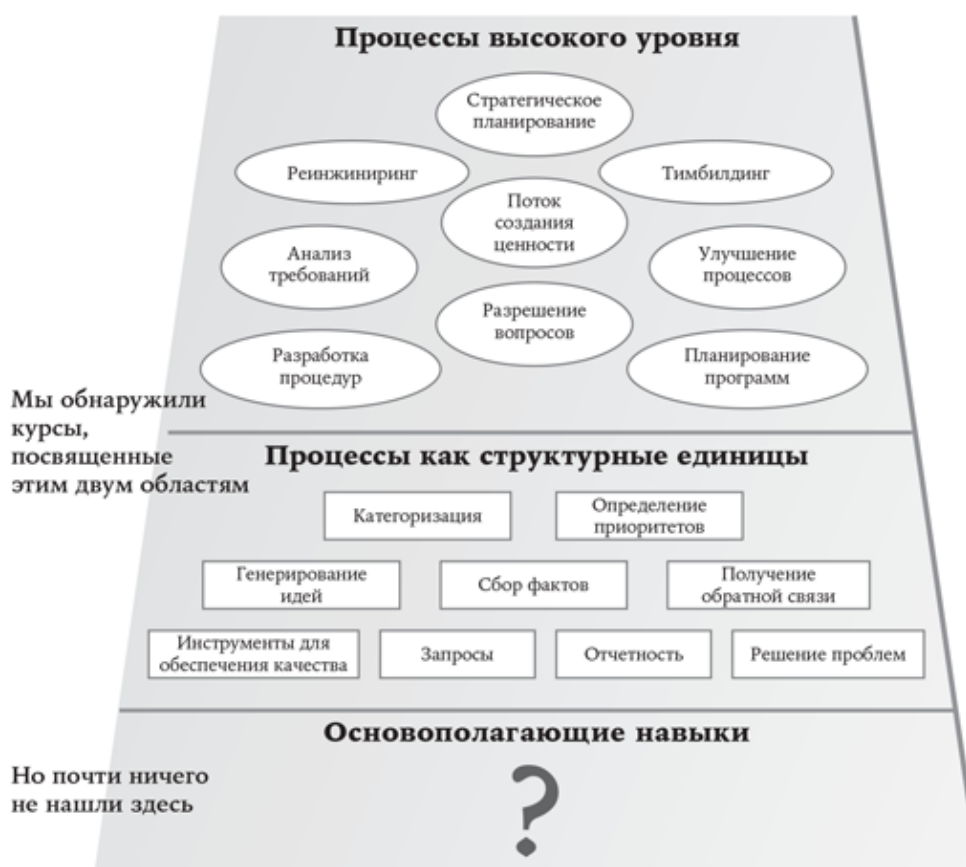 Процессы высокого уровня
Стратегическое
планирование
Реинжиниринг
Тимбилдинг
Поток
создания
ценности
Анализ
требований
Улучшение
процессов
Разрешение
вопросов
Разработка
процедур
Планирование
программ
Мы обнаружили
курсы,
посвященные
этим двум областям
Процессы как структурные единицы
Категоризация
Определение
приоритетов
Генерирование
идей
Сбор фактов
Получение
обратной связи
Инструменты для
обеспечения качества
Запросы
Отчетность
Решение проблем
Основополагающие навыки
Но почти ничего
не нашли здесь
?